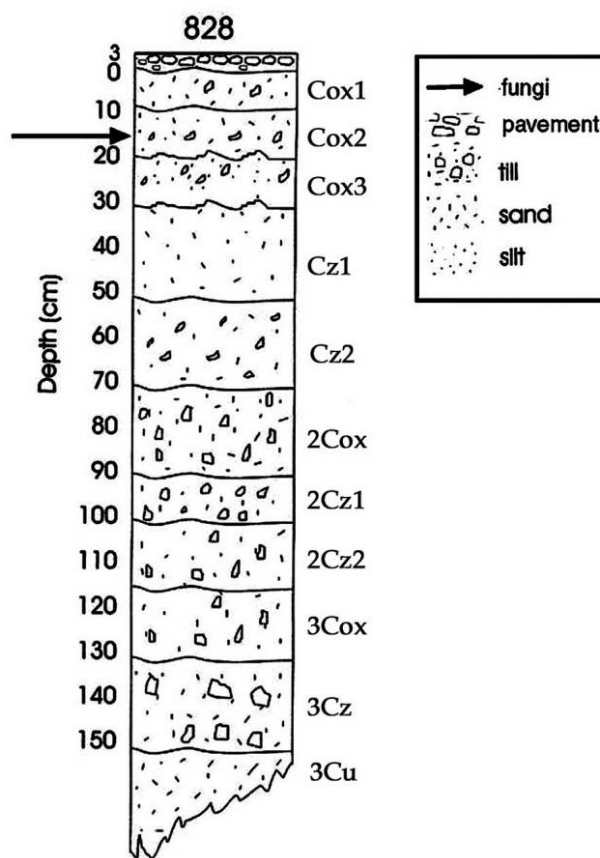 828
3
0
10
20
30
40
50
60
70
80
90
100
110
120
130
140
150
Depth (cm)
Cox1
Cox2
Cox3
Cz1
Cz2
2Cox
2Cz1
2Cz2
3Cox
3Cz
3Cu
fungi
pavement
till
sand
silt